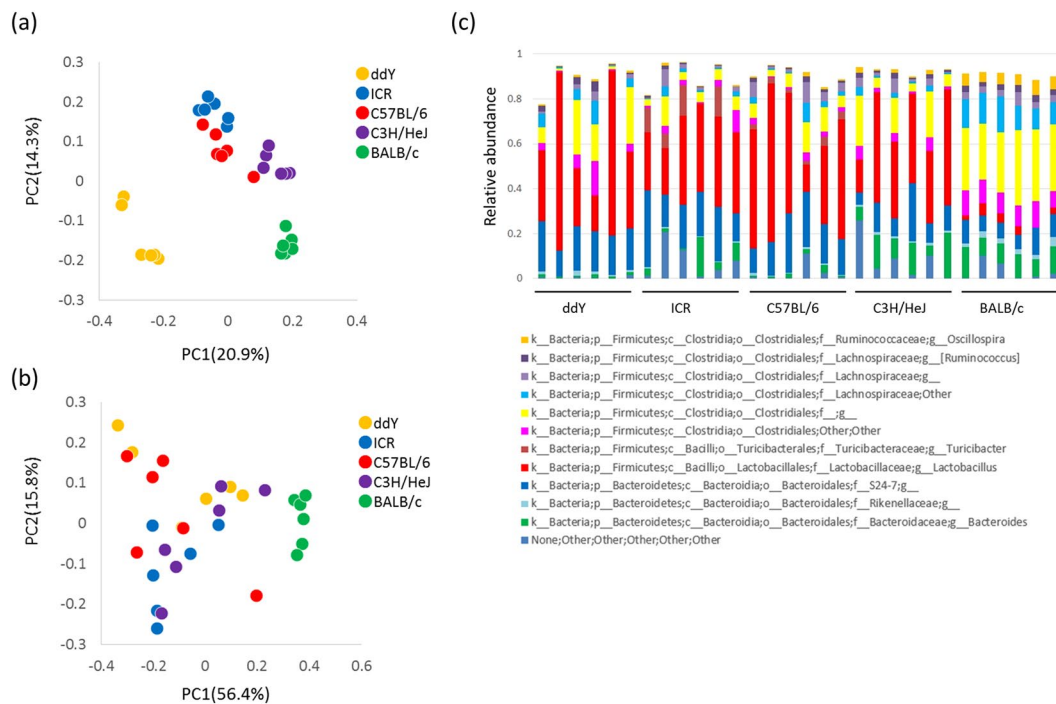 (a)
0.3
0.2
0.1
0
-0.1
-0.2
-0.3
PC2(14.3%)
-0.4
-0.2
0
0.2
0.4
PC1(20.9%)
ddY
ICR
C57BL/6
C3H/HeJ
BALB/c
(b)
0.3
0.2
0.1
0
-0.1
-0.2
-0.3
PC2(15.8%)
-0.4
-0.2
0
0.2
0.4
0.6
PC1(56.4%)
ddY
ICR
C57BL/6
C3H/HeJ
BALB/c
(c)
1
0.8
0.6
0.4
0.2
0
Relative abundance
ddY
ICR
C57BL/6
C3H/HeJ
BALB/c
k__Bacteria;p__Firmicutes;c__Clostridia;o__Clostridiales;f__Ruminococcaceae;g__Oscillospira
k__Bacteria;p__Firmicutes;c__Clostridia;o__Clostridiales;f__Lachnospiraceae;g__[Ruminococcus]
k__Bacteria;p__Firmicutes;c__Clostridia;o__Clostridiales;f__Lachnospiraceae;g__
k__Bacteria;p__Firmicutes;c__Clostridia;o__Clostridiales;f__Lachnospiraceae;Other
k__Bacteria;p__Firmicutes;c__Clostridia;o__Clostridiales;f__;g__
k__Bacteria;p__Firmicutes;c__Clostridia;o__Clostridiales;Other;Other
k__Bacteria;p__Firmicutes;c__Bacilli;o__Turicibacterales;f__Turicibacteraceae;g__Turicibacter
k__Bacteria;p__Firmicutes;c__Bacilli;o__Lactobacillales;f__Lactobacillaceae;g__Lactobacillus
k__Bacteria;p__Bacteroidetes;c__Bacteroidia;o__Bacteroidales;f__S24-7;g__
k__Bacteria;p__Bacteroidetes;c__Bacteroidia;o__Bacteroidales;f__Rikenellaceae;g__
k__Bacteria;p__Bacteroidetes;c__Bacteroidia;o__Bacteroidales;f__Bacteroidaceae;g__Bacteroides
None;Other;Other;Other;Other;Other